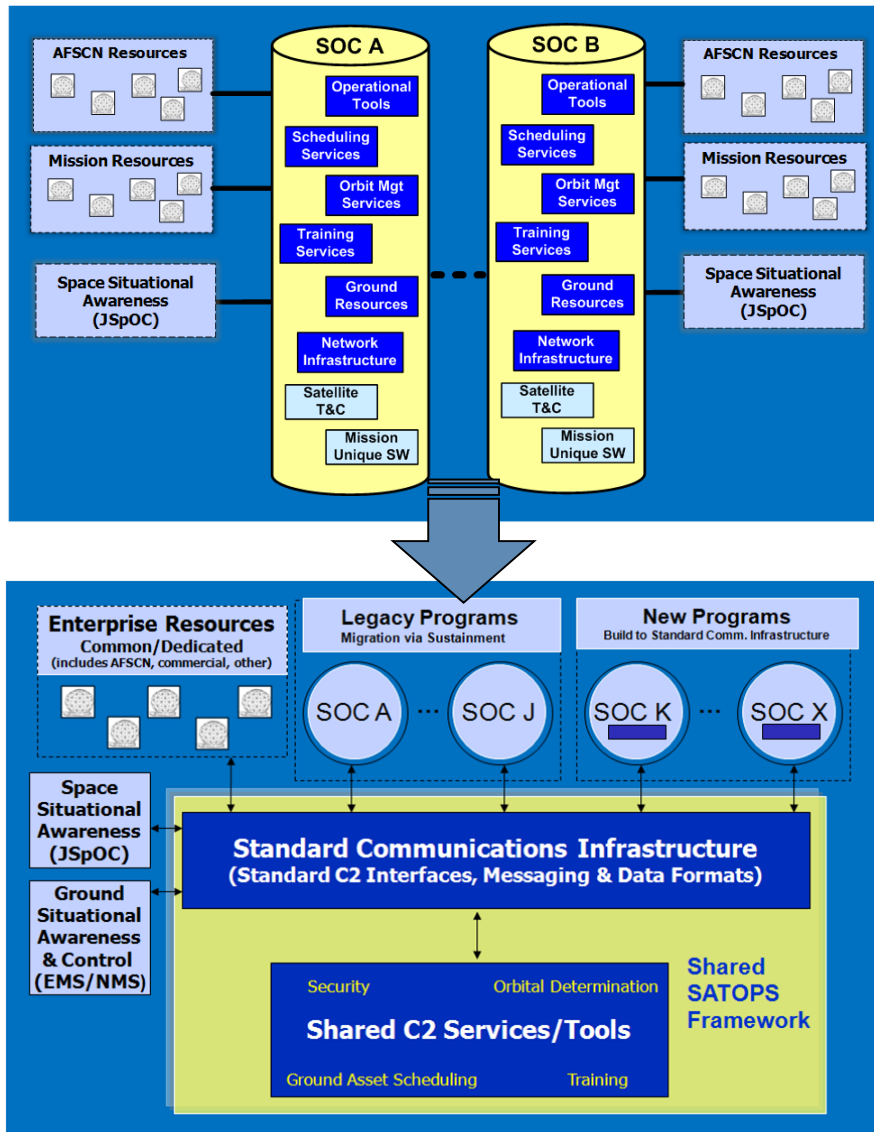 SOC A
SOC B
AFSCN Resources
Mission Resources
Space Situational
Awareness
(JSpOC)
Operational
Tools
Scheduling
Services
Orbit Mgt
Services
Training
Services
Ground
Resources
Network
Infrastructure
Satellite
T&C
Mission
Unique SW
Operational
Tools
Scheduling
Services
Orbit Mgt
Services
Training
Services
Ground
Resources
Network
Infrastructure
Satellite
T&C
Mission
Unique SW
AFSCN Resources
Mission Resources
Space Situational
Awareness
(JSpOC)
Enterprise Resources
Common/Dedicated
(includes AFSCN, commercial, other)
Legacy Programs
Migration via Sustainment
SOC A
...
SOC J
New Programs
Build to Standard Comm. Infrastructure
SOC K
...
SOC X
Space
Situational
Awareness
(JSpOC)
Ground
Situational
Awareness
& Control
(EMS/NMS)
Standard Communications Infrastructure
(Standard C2 Interfaces, Messaging & Data Formats)
Security
Orbital Determination
Shared C2 Services/Tools
Ground Asset Scheduling
Training
Shared
SATOPS
Framework